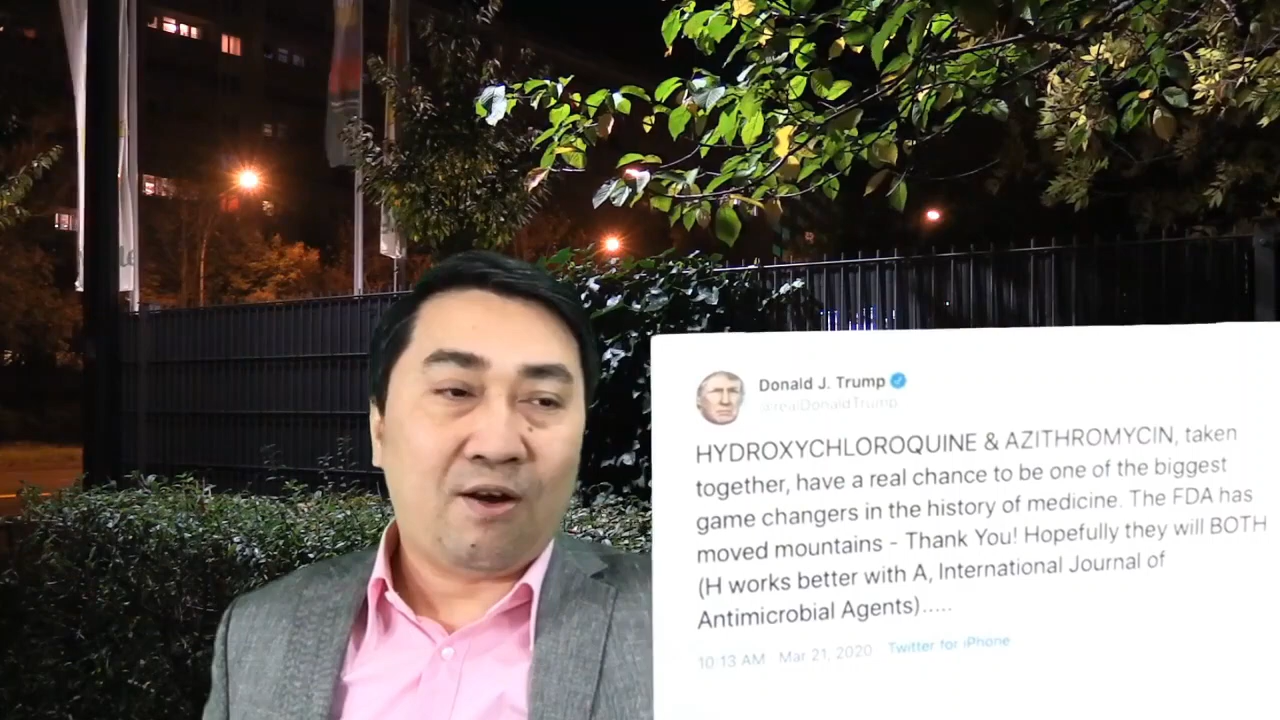 Donald J. Trump
@realDonaldTrump
HYDROXYCHLOROQUINE & AZITHROMYCIN, taken
together, have a real chance to be one of the biggest
game changers in the history of medicine. The FDA has
moved mountains - Thank You! Hopefully they will BOTH
(H works better with A, International Journal of
Antimicrobial Agents).....
10:13 AM Mar 21, 2020 Twitter for iPhone